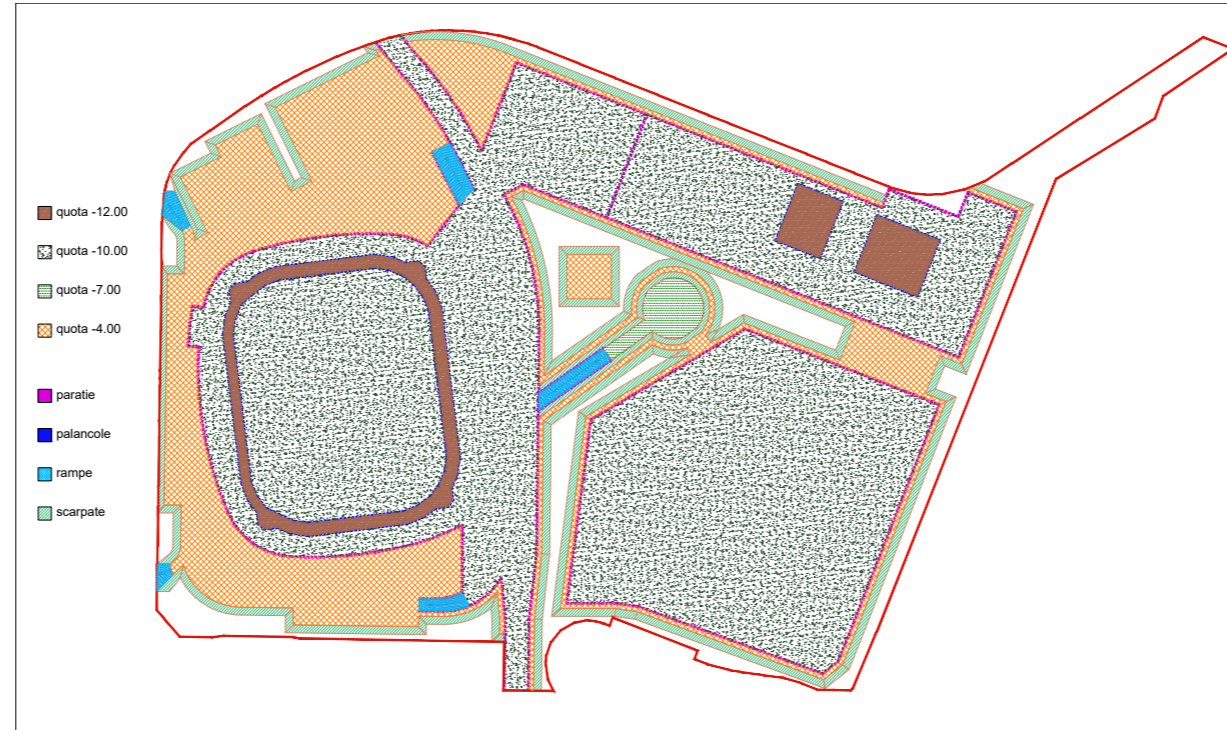 quota -12.00
quota -10.00
quota -7.00
quota -4.00
paratie
palancole
rampe
scarpate